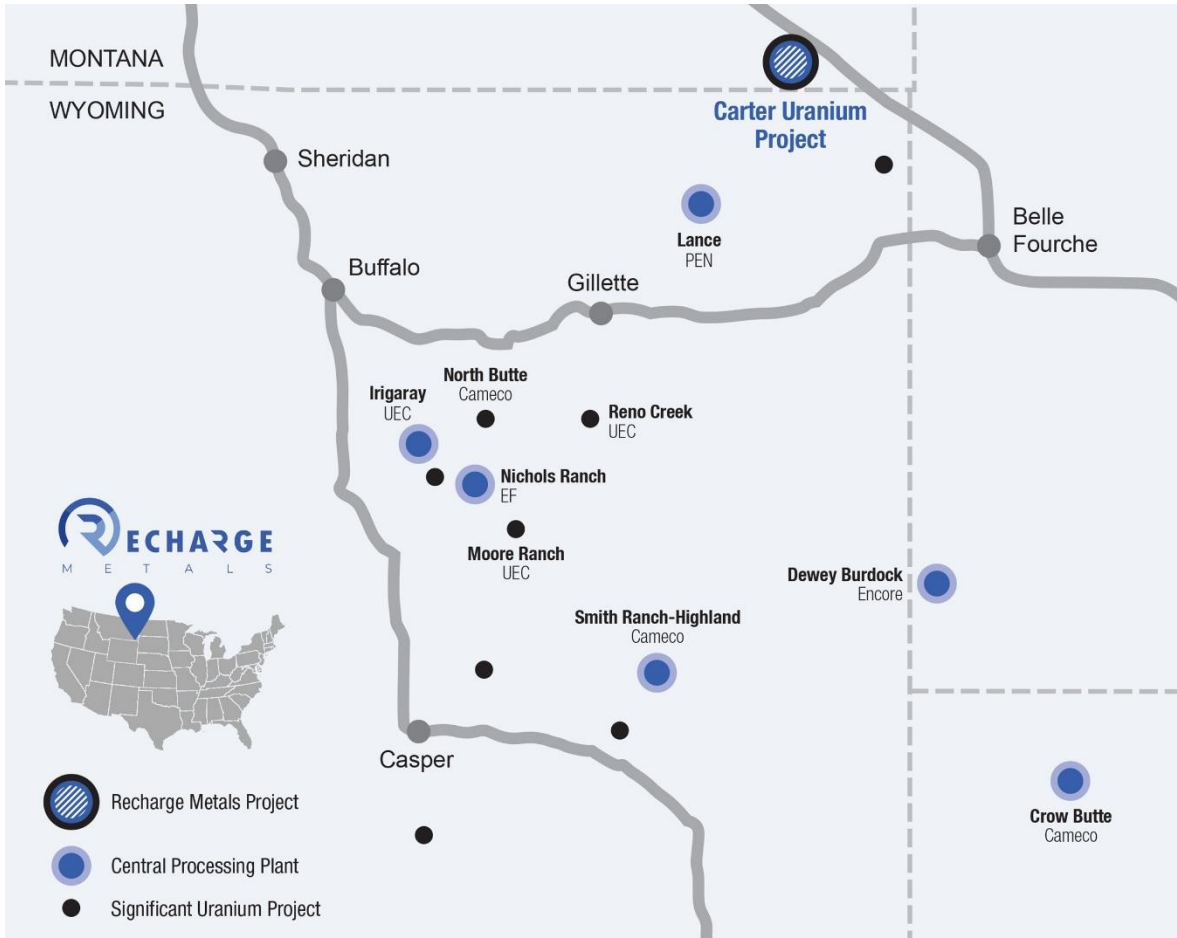 MONTANA
WYOMING
Carter Uranium
Project
Sheridan
Lance
PEN
Belle
Fourche
Buffalo
Gillette
North Butte
Cameco
Irigaray
UEC
Reno Creek
UEC
Nichols Ranch
EF
Moore Ranch
UEC
RECHARGE
METALS
Dewey Burdock
Encore
Smith Ranch-Highland
Cameco
Casper
Crow Butte
Cameco
Recharge Metals Project
Central Processing Plant
Significant Uranium Project